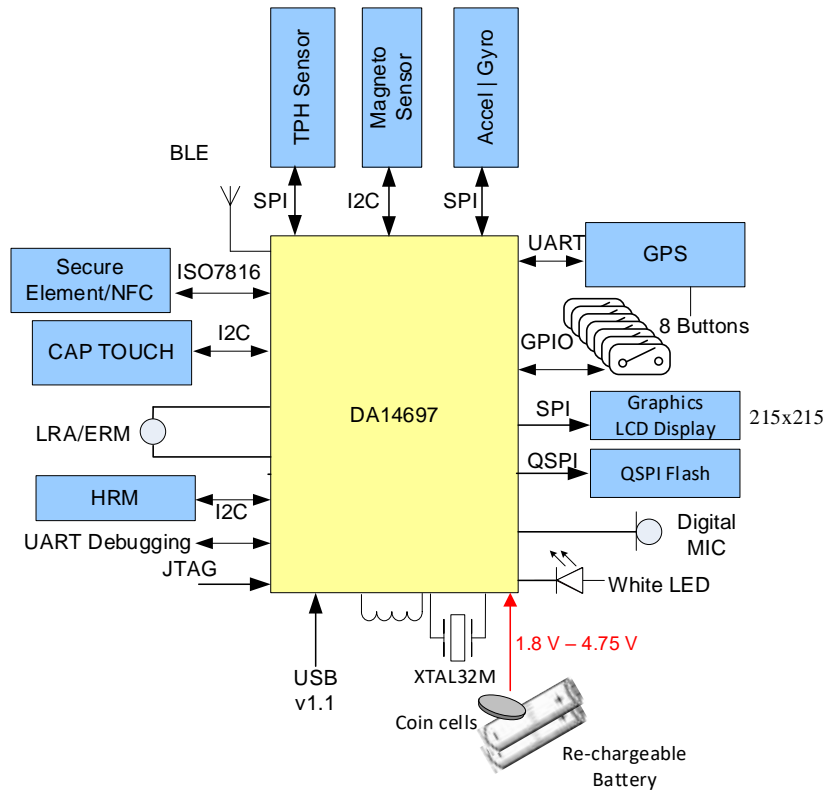 TPH Sensor
Magneto
Sensor
Accel | Gyro
BLE
SPI
I2C
SPI
UART
GPS
Secure
Element/NFC
ISO7816
8 Buttons
GPIO
CAP TOUCH
I2C
DA14697
SPI
Graphics
LCD Display
215x215
LRA/ERM
QSPI
QSPI Flash
HRM
I2C
Digital
MIC
UART Debugging
JTAG
White LED
1.8 V – 4.75 V
USB
v1.1
XTAL32M
Coin cells
Re-chargeable
Battery